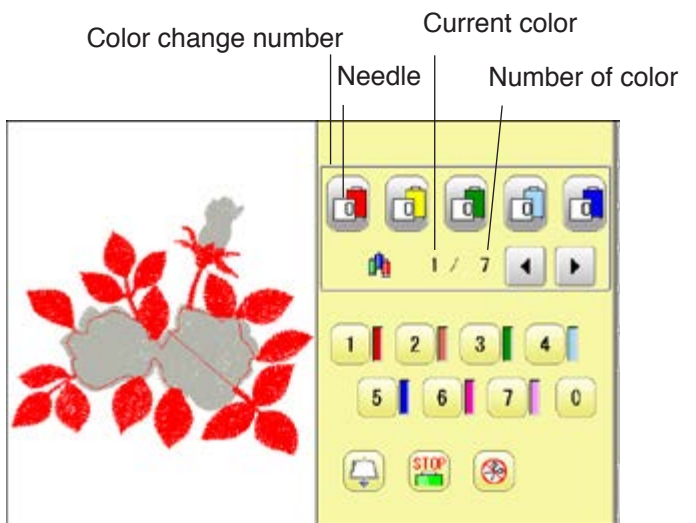 Current color
Color change number
Needle
Number of color
0 0 0 0 0
1 / 7
1 2 3 4
5 6 7 0
STOP